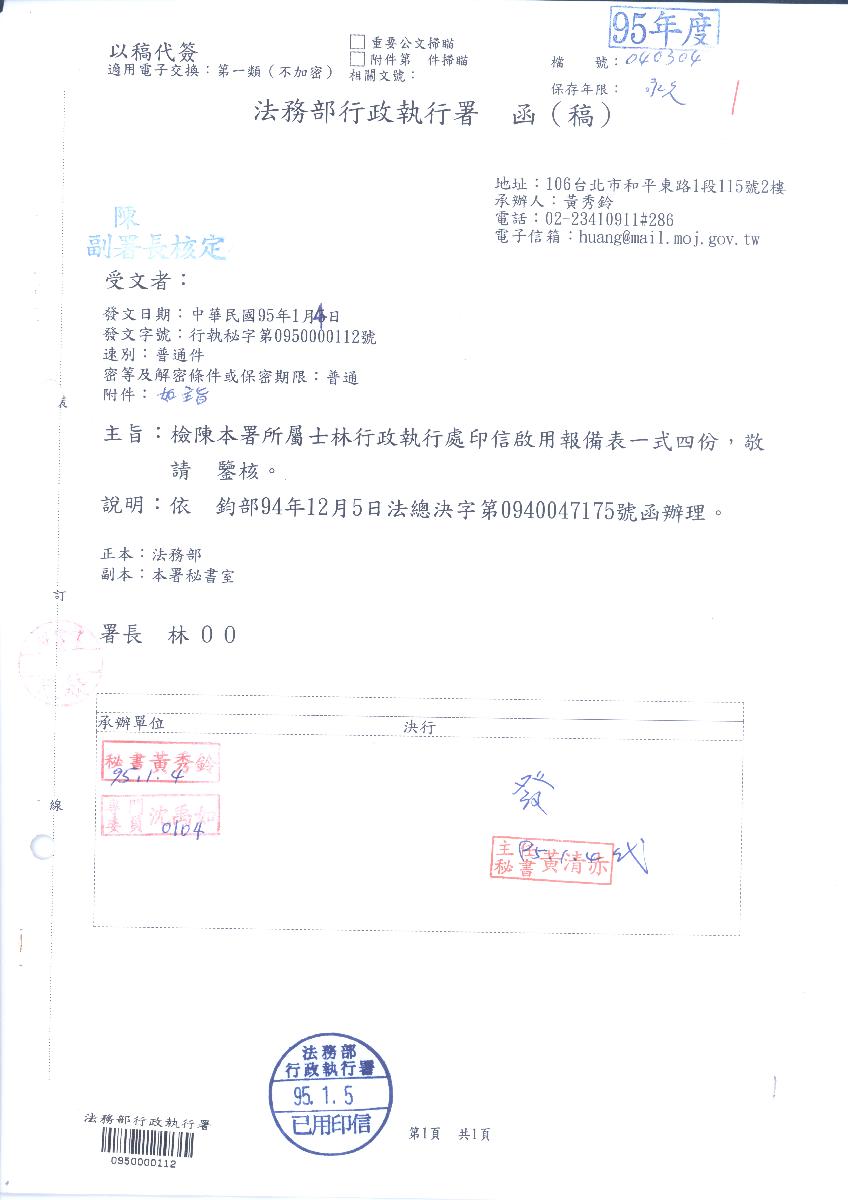 95年度
以稿代簽
適用電子交換：第一類（不加密）
□重要公文掃瞄
□附件第　件掃瞄
相關文號：
檔　號：040304
保存年限：永久
法務部行政執行署　函（稿）
地址：106台北市和平東路1段115號2樓
承辦人：黃秀鈴
電話：02-23410911#286
電子信箱：huang@mail.moj.gov.tw
陳
副署長核定
受文者：
發文日期：中華民國95年1月4日
發文字號：行執秘字第0950000112號
速別：普通件
密等及解密條件或保密期限：普通
附件：如主旨
主旨：檢陳本署所屬士林行政執行處印信啟用報備表一式四份，敬
請　鑒核。
說明：依　鈞部94年12月5日法總決字第0940047175號函辦理。
正本：法務部
副本：本署秘書室
訂
署長　林ＯＯ
承辦單位
決行
秘書黃秀鈴
95.1.4
專門委員沈禹如
0104
線
發
主任秘書黃清赤
95.1.4 代
法務部
行政執行署
95.1.5
已用印信
法務部行政執行署
0950000112
第1頁　共1頁